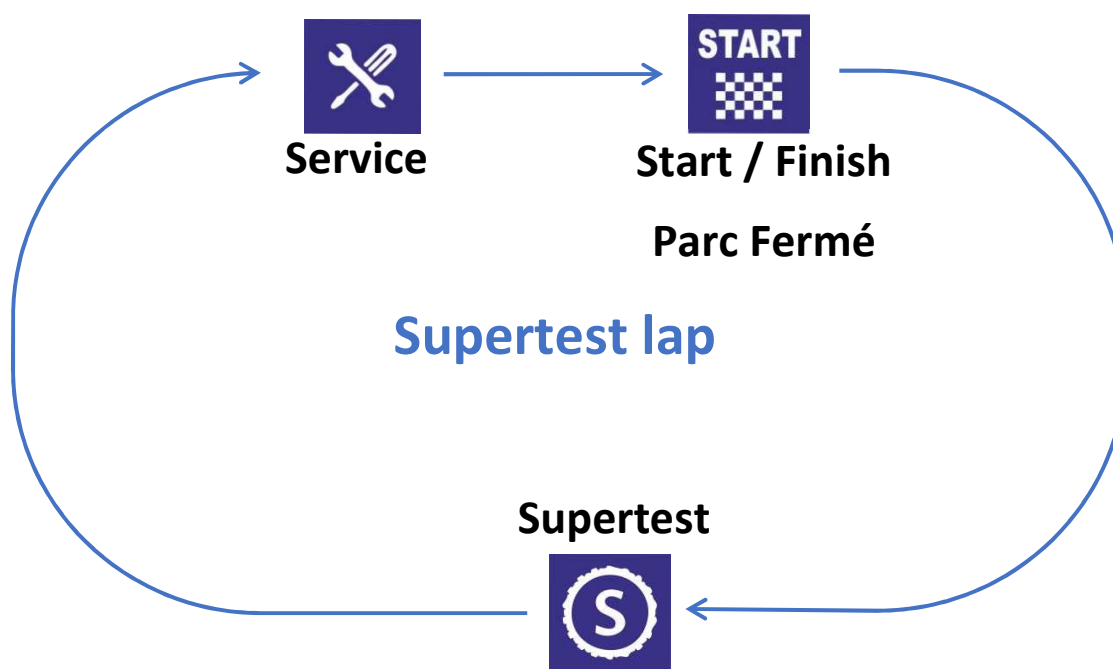 START
Service
Start / Finish
Parc Fermé
Supertest lap
Supertest
S